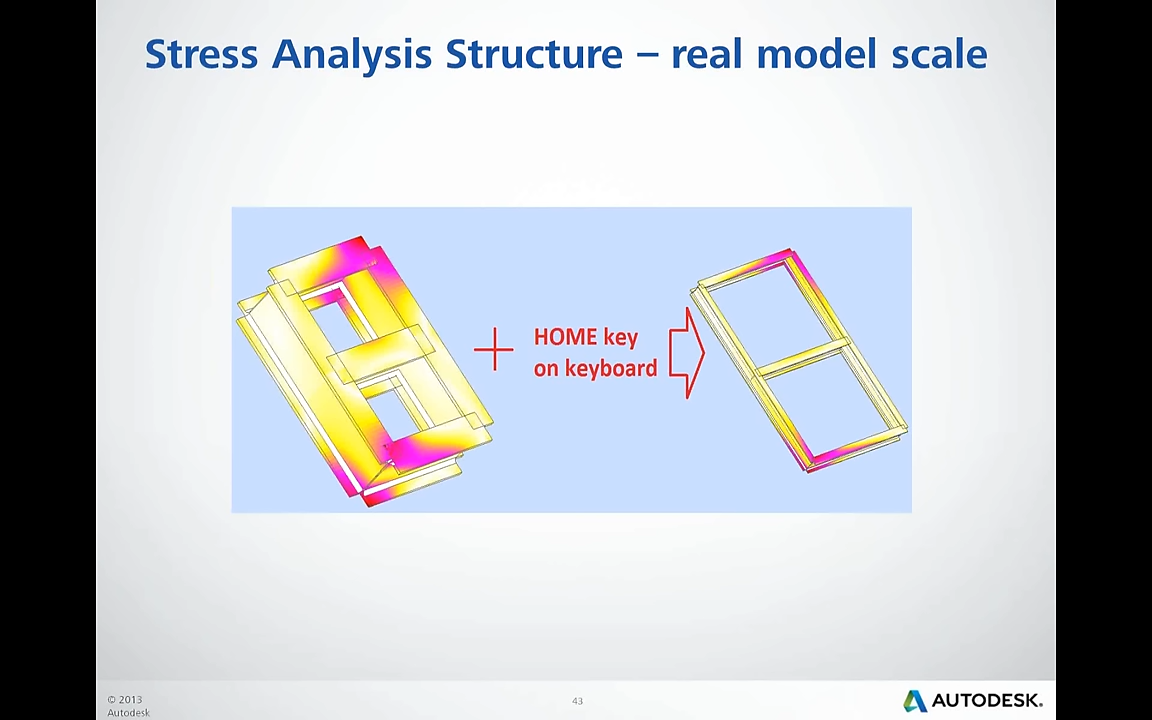 Stress Analysis Structure – real model scale
HOME key
on keyboard
© 2013
Autodesk
43
AUTODESK.